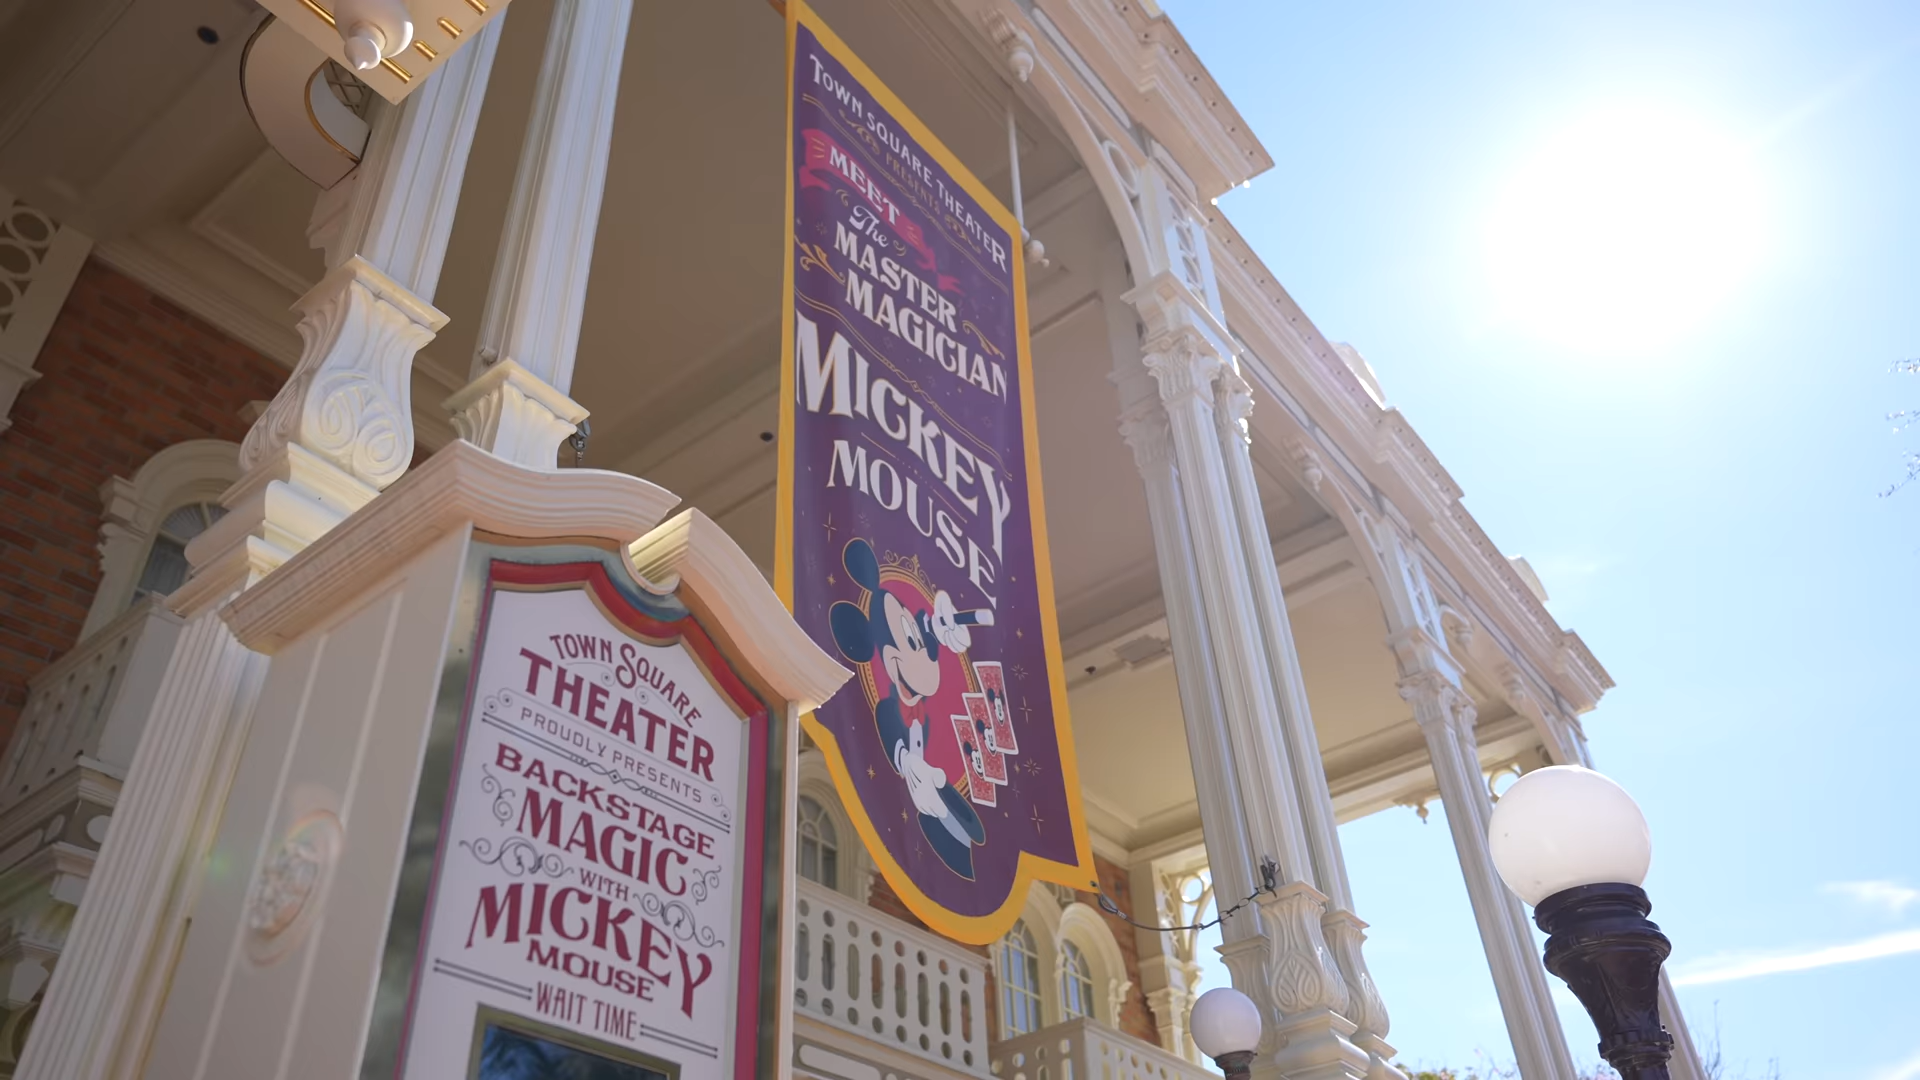 TOWN SQUARE THEATER
PRESENTS
MEET
The
MASTER
MAGICIAN
MICKEY
MOUSE
TOWN SQUARE
THEATER
PROUDLY PRESENTS
BACKSTAGE
MAGIC
WITH
MICKEY
MOUSE
WAIT TIME